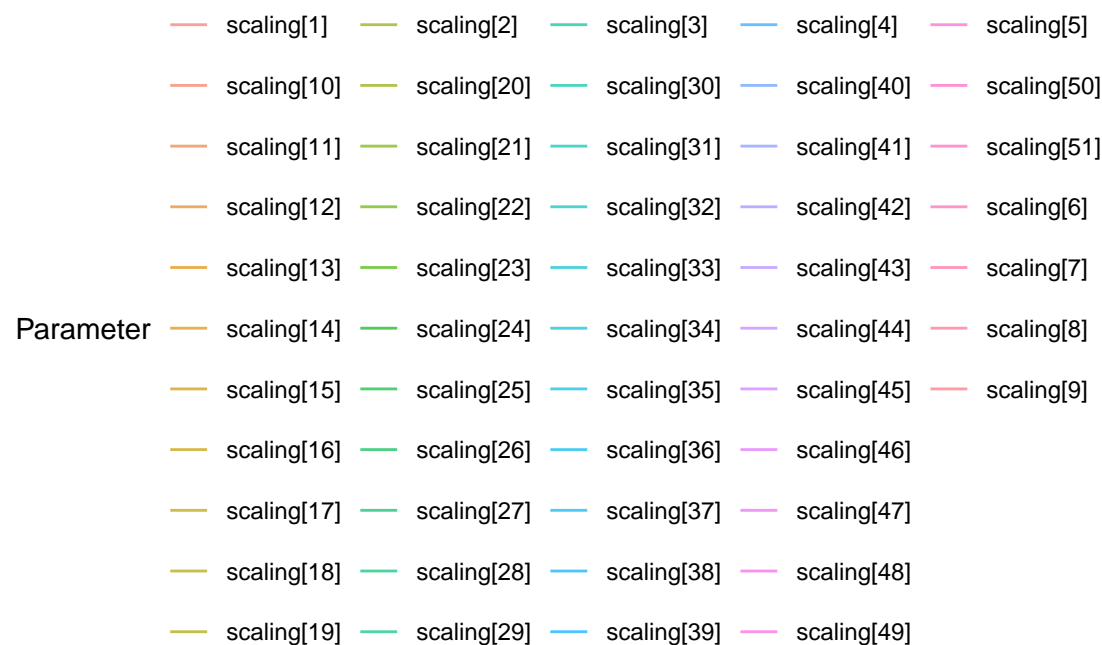 scaling[1] scaling[2] scaling[3] scaling[4] scaling[5]
scaling[10] scaling[20] scaling[30] scaling[40] scaling[50]
scaling[11] scaling[21] scaling[31] scaling[41] scaling[51]
scaling[12] scaling[22] scaling[32] scaling[42] scaling[6]
scaling[13] scaling[23] scaling[33] scaling[43] scaling[7]
Parameter scaling[14] scaling[24] scaling[34] scaling[44] scaling[8]
scaling[15] scaling[25] scaling[35] scaling[45] scaling[9]
scaling[16] scaling[26] scaling[36] scaling[46]
scaling[17] scaling[27] scaling[37] scaling[47]
scaling[18] scaling[28] scaling[38] scaling[48]
scaling[19] scaling[29] scaling[39] scaling[49]